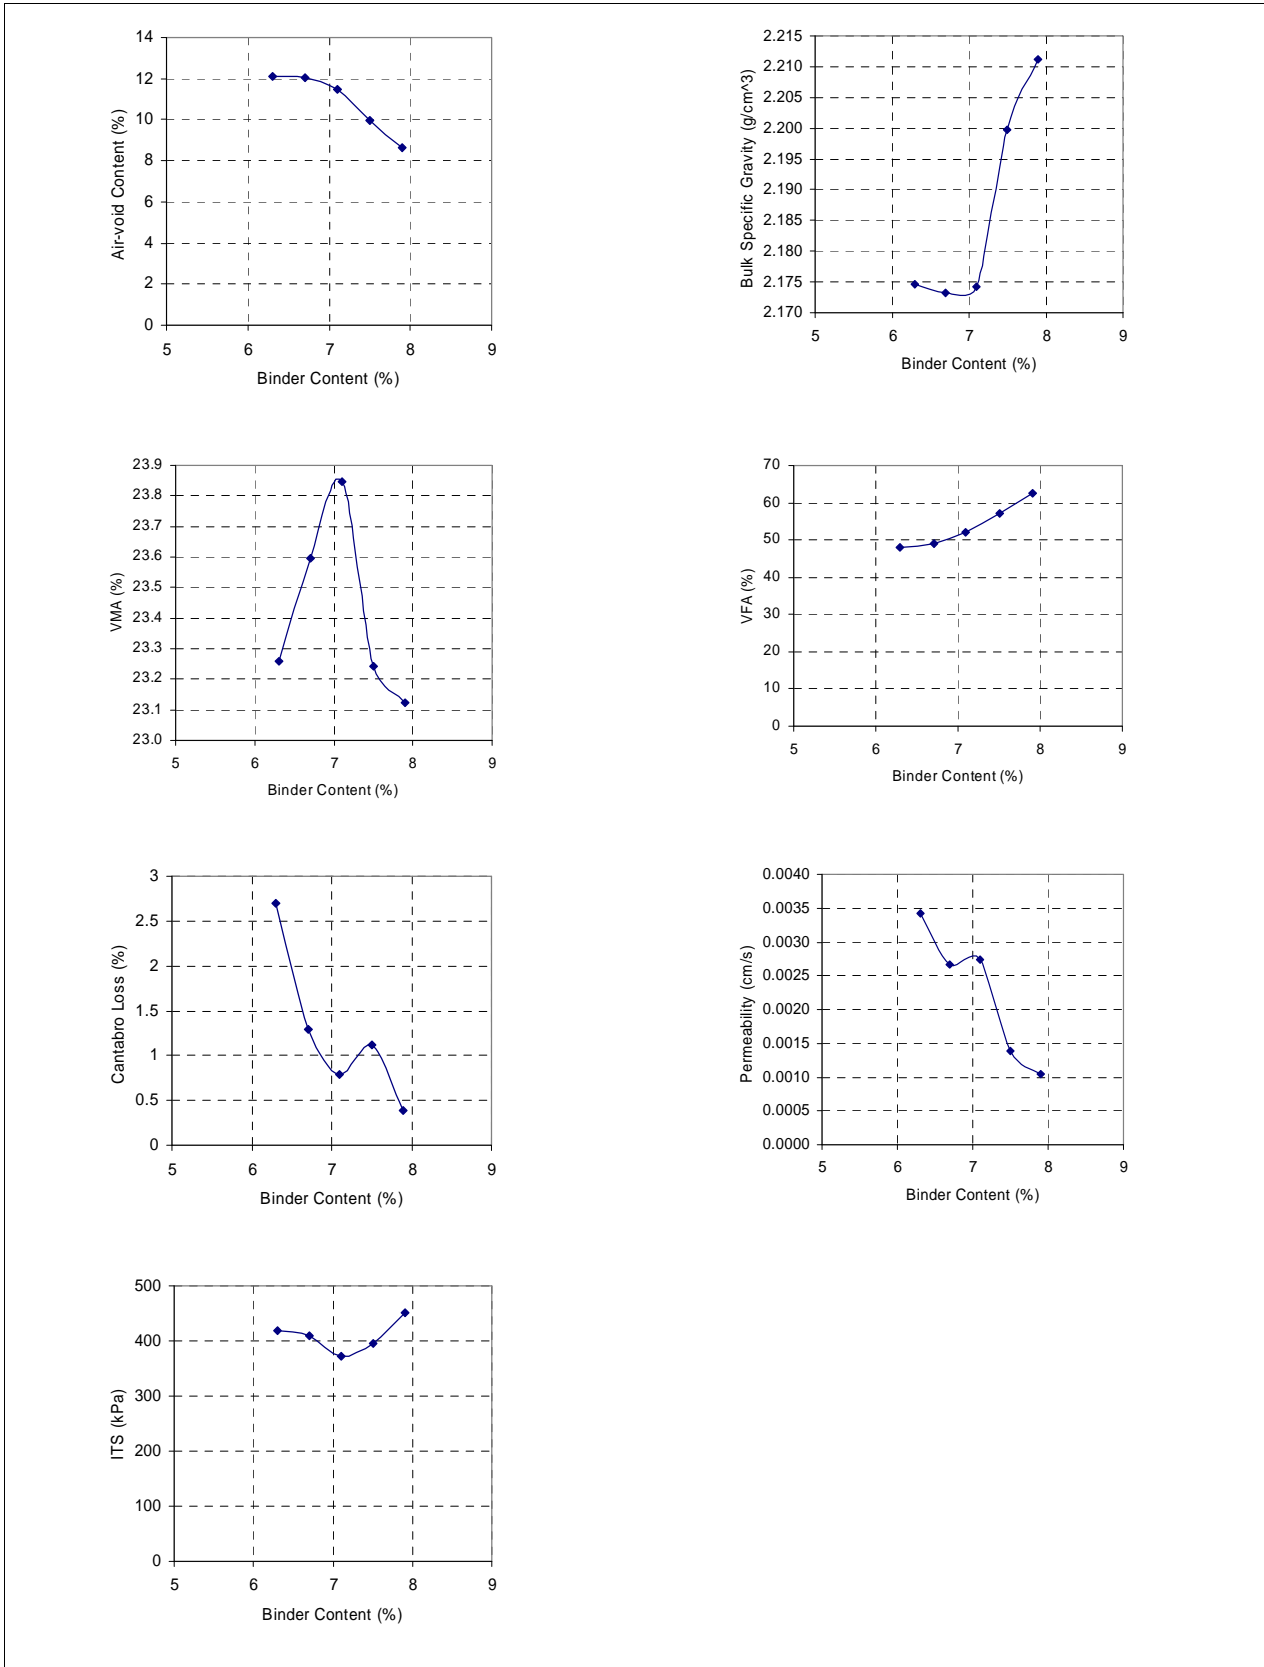 14
12
10
8
6
4
2
0
5 6 7 8 9
Air-void Content (%)
Binder Content (%)
2.215
2.210
2.205
2.200
2.195
2.190
2.185
2.180
2.175
2.170
5 6 7 8 9
Bulk Specific Gravity (g/cm^3)
Binder Content (%)
23.9
23.8
23.7
23.6
23.5
23.4
23.3
23.2
23.1
23.0
5 6 7 8 9
VMA (%)
Binder Content (%)
70
60
50
40
30
20
10
0
5 6 7 8 9
VFA (%)
Binder Content (%)
3
2.5
2
1.5
1
0.5
0
5 6 7 8 9
Cantabro Loss (%)
Binder Content (%)
0.0040
0.0035
0.0030
0.0025
0.0020
0.0015
0.0010
0.0005
0.0000
5 6 7 8 9
Permeability (cm/s)
Binder Content (%)
500
400
300
200
100
0
5 6 7 8 9
ITS (kPa)
Binder Content (%)